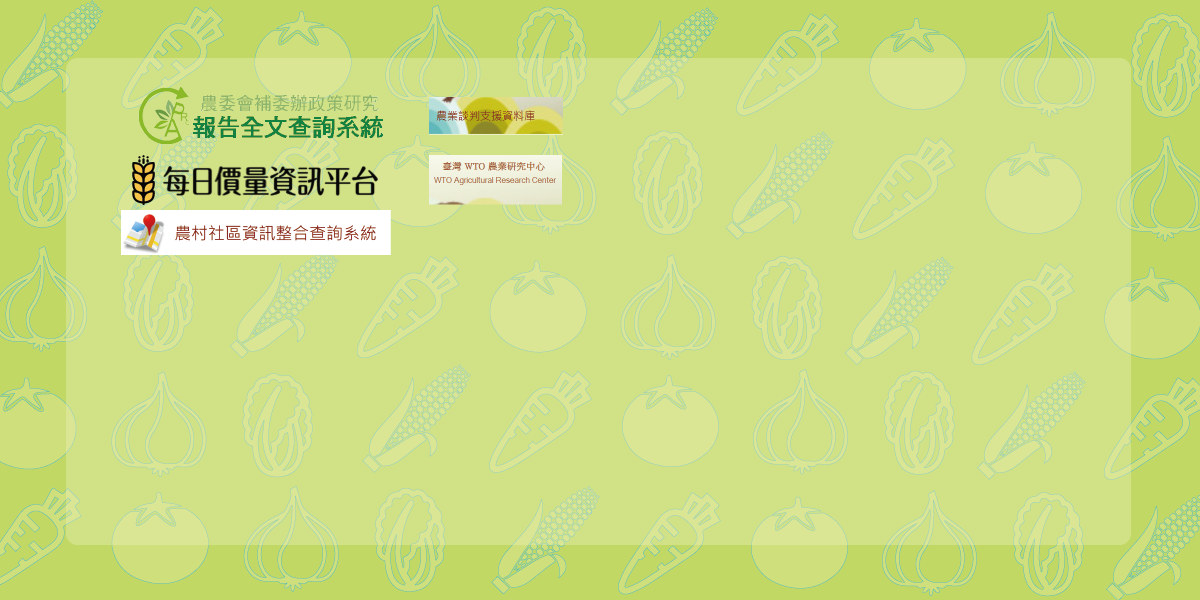 農委會補委辦政策研究
報告全文查詢系統
每日價量資訊平台
農村社區資訊整合查詢系統
農業談判支援資料庫
臺灣 WTO 農業研究中心
WTO Agricultural Research Center